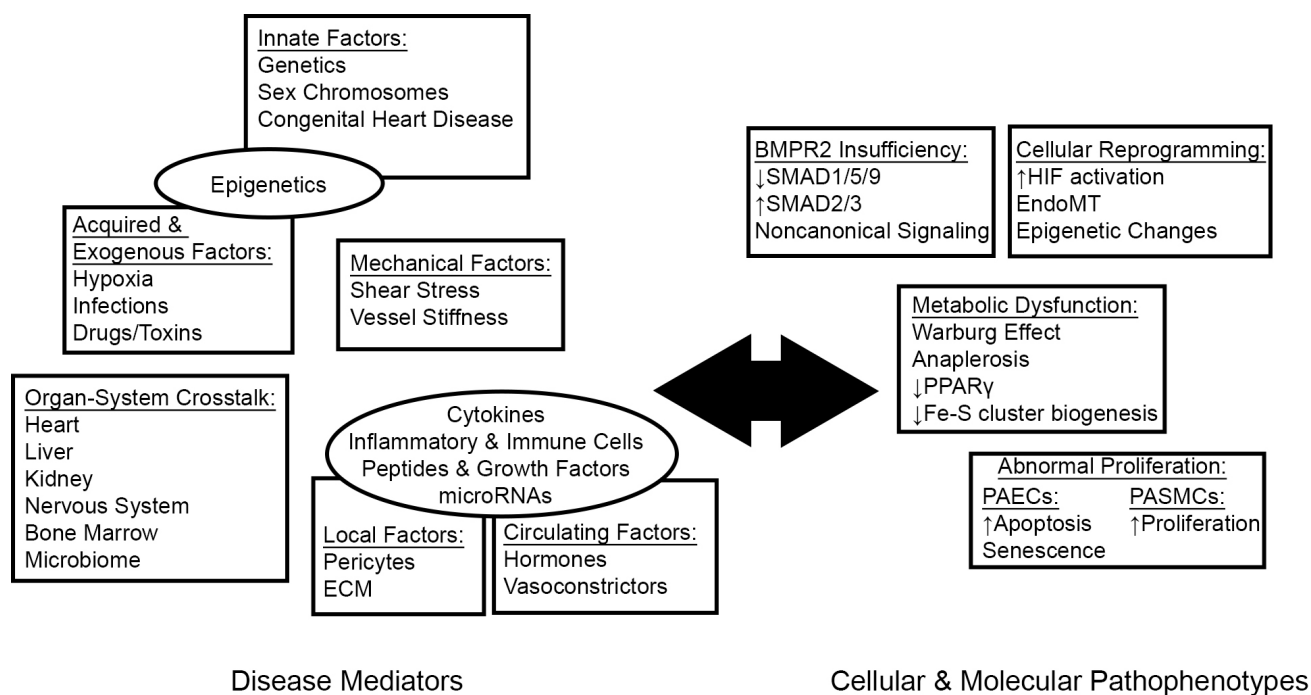 Innate Factors:
Genetics
Sex Chromosomes
Congenital Heart Disease
Epigenetics
Acquired &
Exogenous Factors:
Hypoxia
Infections
Drugs/Toxins
Mechanical Factors:
Shear Stress
Vessel Stiffness
Organ-System Crosstalk:
Heart
Liver
Kidney
Nervous System
Bone Marrow
Microbiome
Cytokines
Inflammatory & Immune Cells
Peptides & Growth Factors
microRNAs
Local Factors:
Pericytes
ECM
Circulating Factors:
Hormones
Vasoconstrictors
Disease Mediators
BMPR2 Insufficiency:
↓SMAD1/5/9
↑SMAD2/3
Noncanonical Signaling
Cellular Reprogramming:
↑HIF activation
EndoMT
Epigenetic Changes
Metabolic Dysfunction:
Warburg Effect
Anaplerosis
↓PPARγ
↓Fe-S cluster biogenesis
Abnormal Proliferation:
PAECs:
↑Apoptosis
Senescence
PASMCs:
↑Proliferation
Cellular & Molecular Pathophenotypes